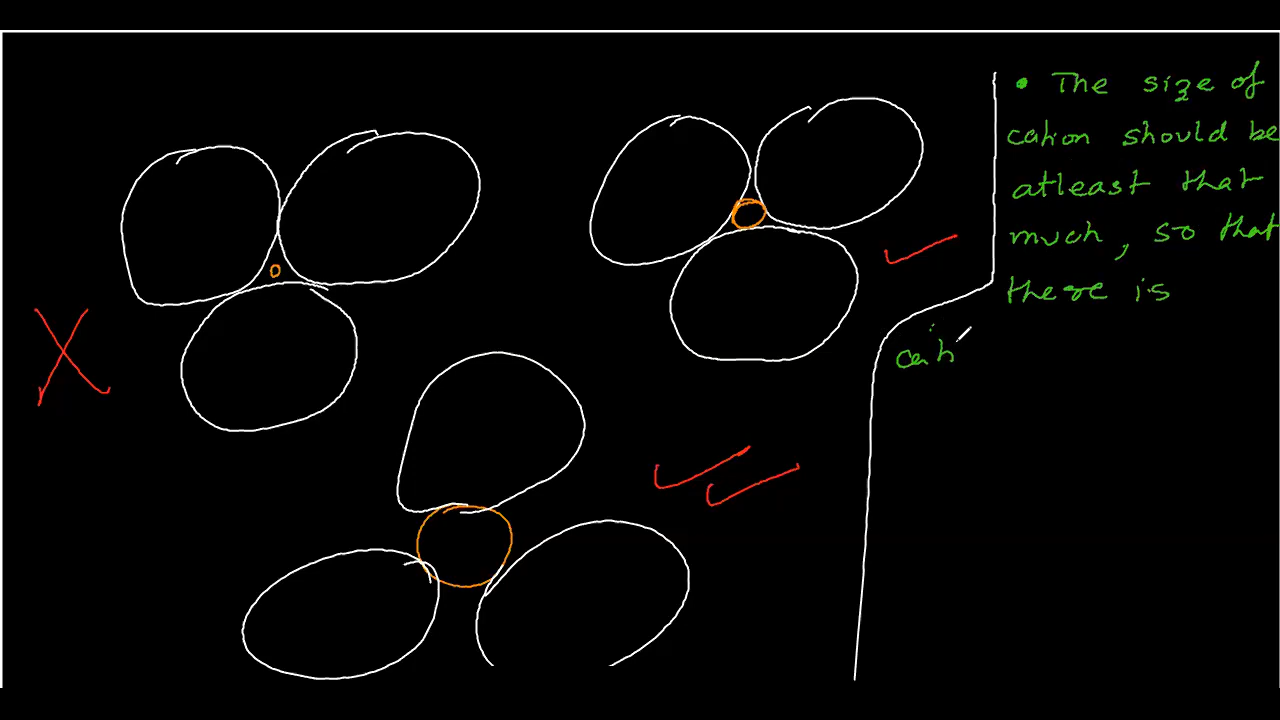 • The size of
cation should be
atleast that
much, so that
there is